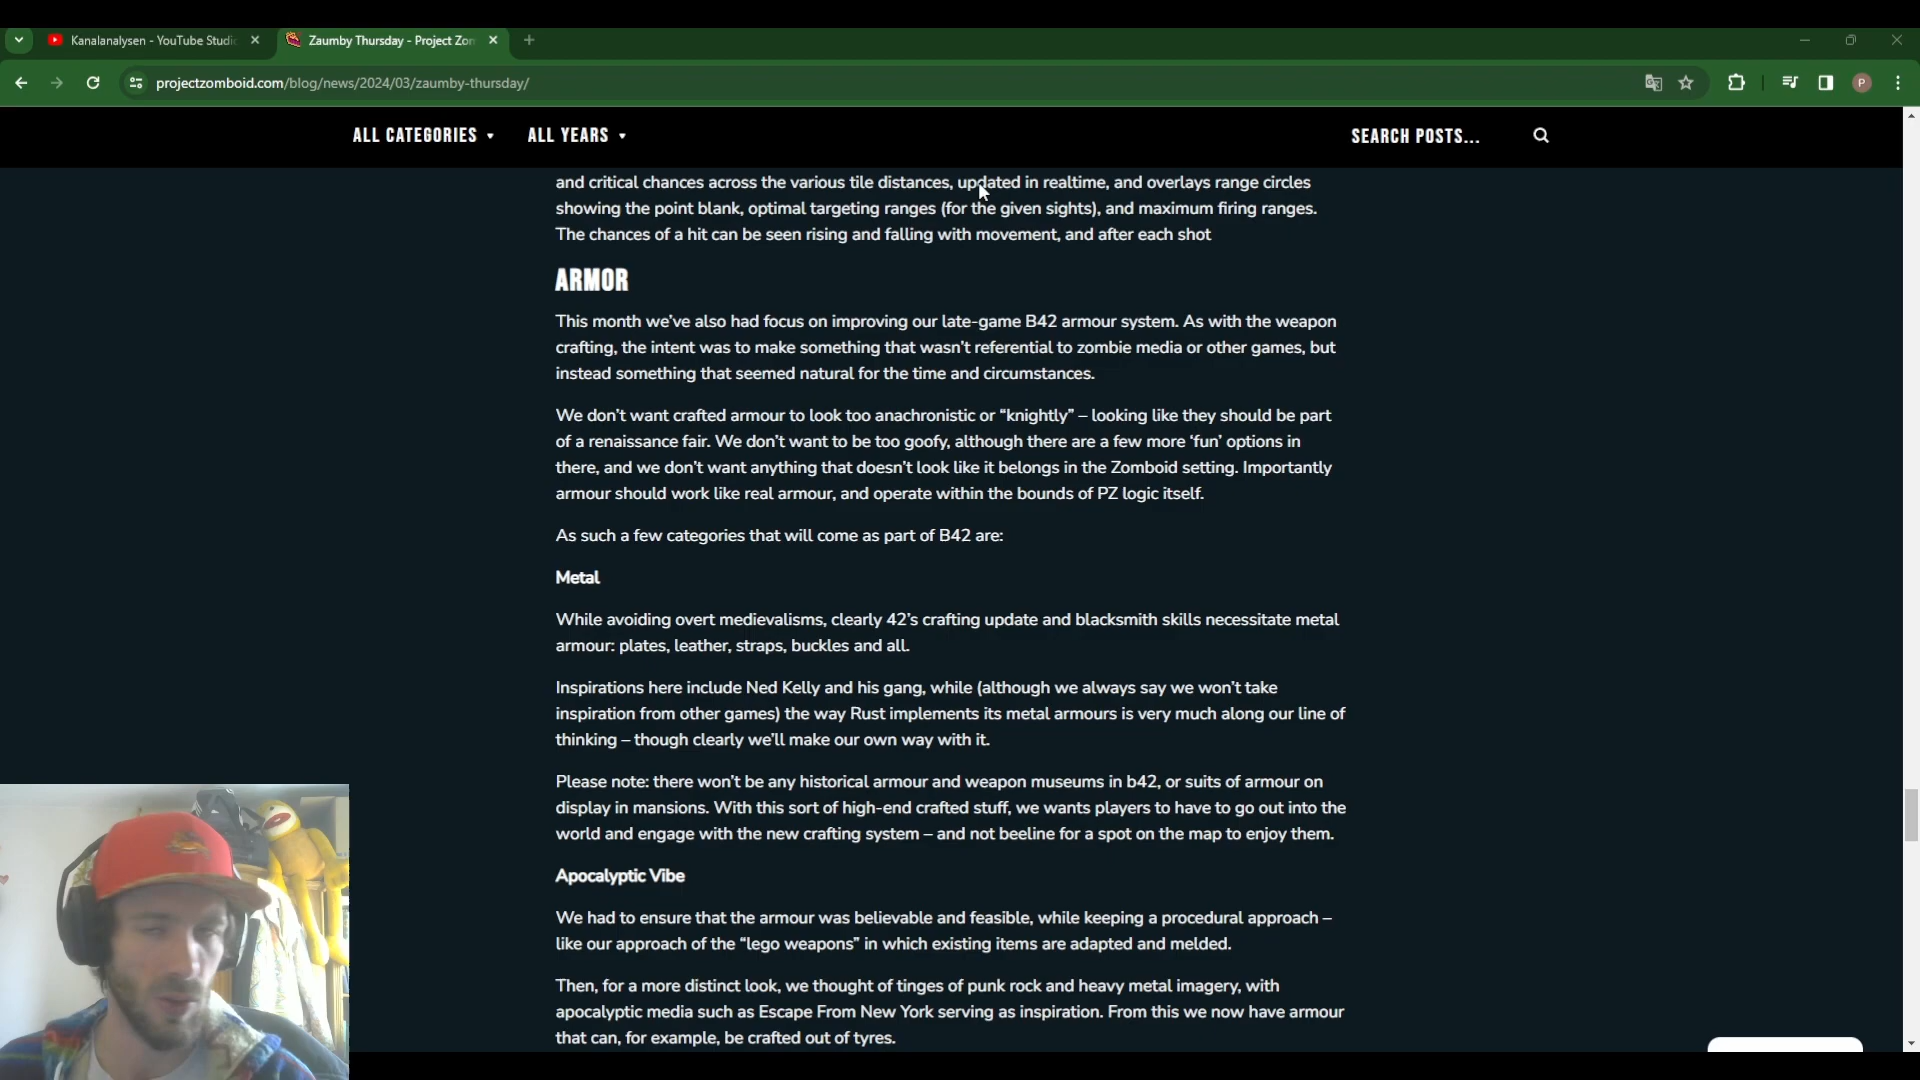 Kanalanalysen - YouTube Studi
Zaumby Thursday - Project Zon
projectzomboid.com/blog/news/2024/03/zaumby-thursday/
P
ALL CATEGORIES
ALL YEARS
SEARCH POSTS...
and critical chances across the various tile distances, updated in realtime, and overlays range circles
showing the point blank, optimal targeting ranges (for the given sights), and maximum firing ranges.
The chances of a hit can be seen rising and falling with movement, and after each shot
ARMOR
This month we've also had focus on improving our late-game B42 armour system. As with the weapon
crafting, the intent was to make something that wasn't referential to zombie media or other games, but
instead something that seemed natural for the time and circumstances.
We don't want crafted armour to look too anachronistic or “knightly” – looking like they should be part
of a renaissance fair. We don't want to be too goofy, although there are a few more ‘fun’ options in
there, and we don't want anything that doesn't look like it belongs in the Zomboid setting. Importantly
armour should work like real armour, and operate within the bounds of PZ logic itself.
As such a few categories that will come as part of B42 are:
Metal
While avoiding overt medievalisms, clearly 42's crafting update and blacksmith skills necessitate metal
armour: plates, leather, straps, buckles and all.
Inspirations here include Ned Kelly and his gang, while (although we always say we won't take
inspiration from other games) the way Rust implements its metal armours is very much along our line of
thinking – though clearly we'll make our own way with it.
Please note: there won't be any historical armour and weapon museums in b42, or suits of armour on
display in mansions. With this sort of high-end crafted stuff, we wants players to have to go out into the
world and engage with the new crafting system – and not beeline for a spot on the map to enjoy them.
Apocalyptic Vibe
We had to ensure that the armour was believable and feasible, while keeping a procedural approach –
like our approach of the “lego weapons” in which existing items are adapted and melded.
Then, for a more distinct look, we thought of tinges of punk rock and heavy metal imagery, with
apocalyptic media such as Escape From New York serving as inspiration. From this we now have armour
that can, for example, be crafted out of tyres.